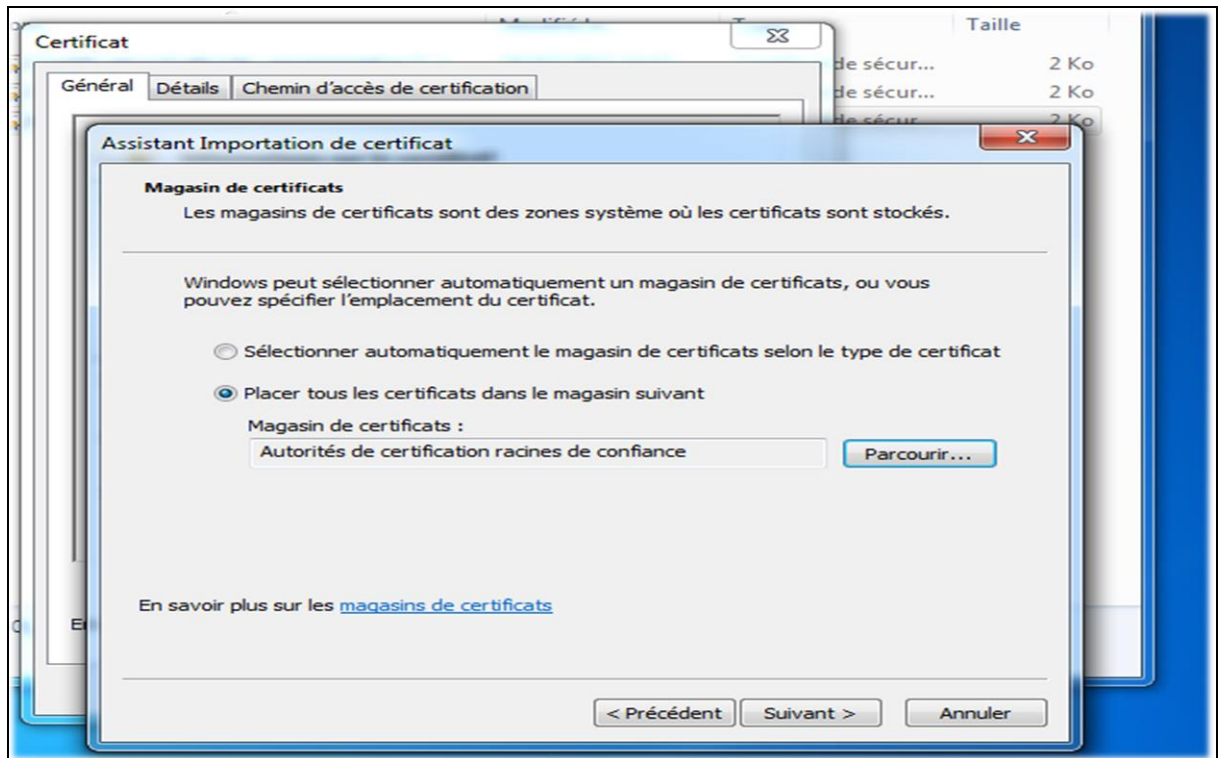 Taille
Certificat
de sécur... 2 Ko
Général Détails Chemin d'accès de certification
de sécur... 2 Ko
de sécur 2 Ko
Assistant Importation de certificat
Magasin de certificats
Les magasins de certificats sont des zones système où les certificats sont stockés.
Windows peut sélectionner automatiquement un magasin de certificats, ou vous
pouvez spécifier l'emplacement du certificat.
Sélectionner automatiquement le magasin de certificats selon le type de certificat
Placer tous les certificats dans le magasin suivant
Magasin de certificats :
Autorités de certification racines de confiance
Parcourir...
En savoir plus sur les magasins de certificats
< Précédent Suivant > Annuler